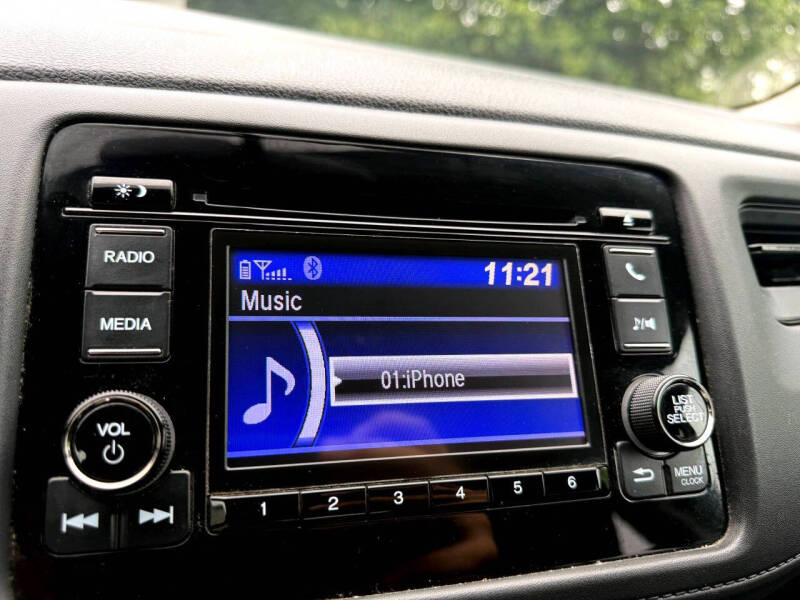 RADIO
MEDIA
VOL
11:21
Music
01:iPhone
LIST
PUSH
SELECT
MENU
CLOCK
1 2 3 4 5 6